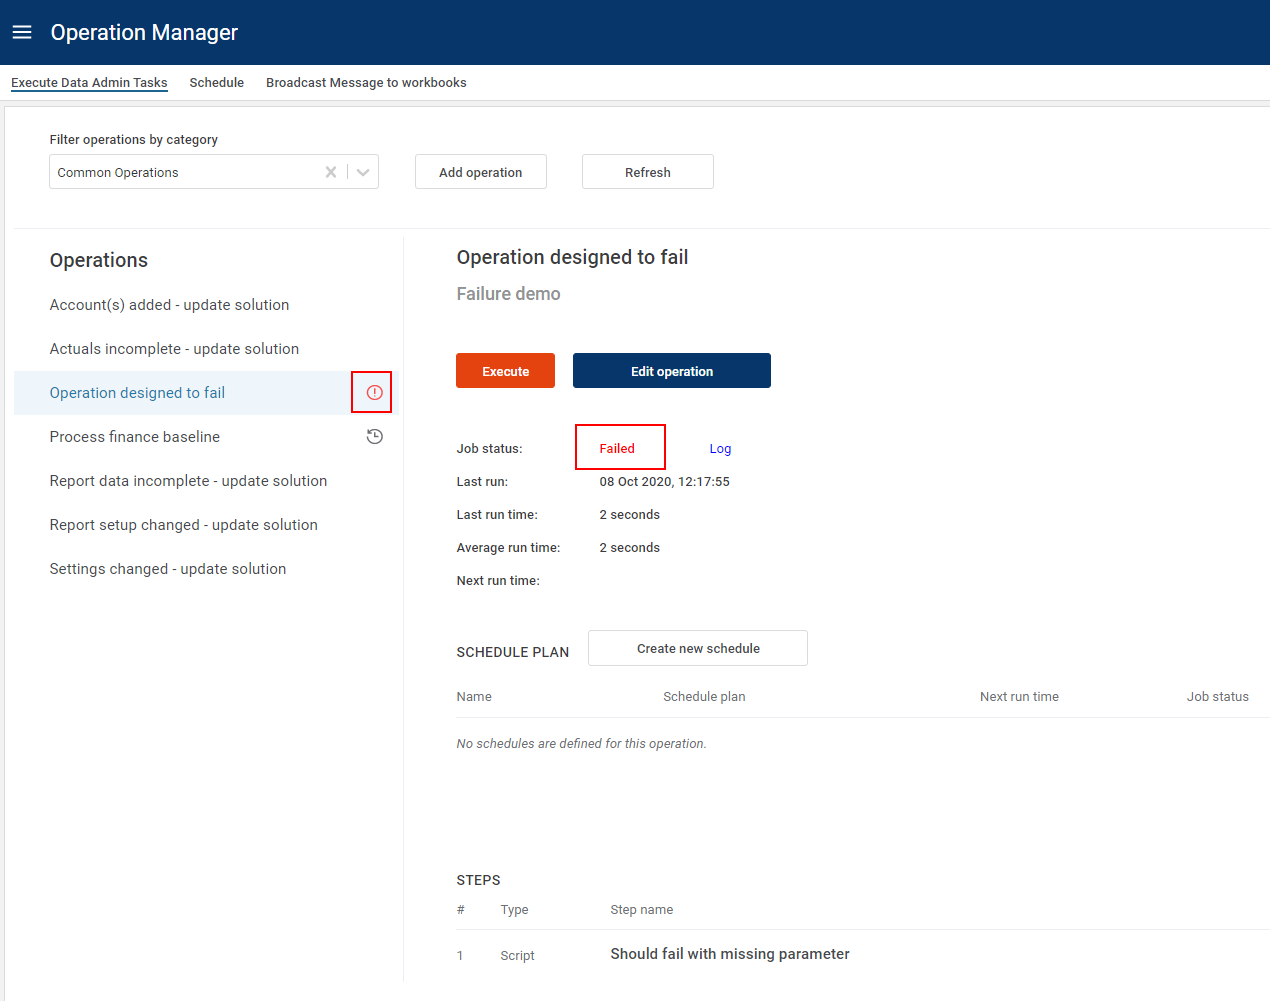 Operation Manager
Execute Data Admin Tasks Schedule Broadcast Message to workbooks
Filter operations by category
Common Operations Add operation Refresh
Operations
Account(s) added - update solution
Actuals incomplete - update solution
Operation designed to fail
Process finance baseline
Report data incomplete - update solution
Report setup changed - update solution
Settings changed - update solution
Operation designed to fail
Failure demo
Execute Edit operation
Job status: Failed Log
Last run: 08 Oct 2020, 12:17:55
Last run time: 2 seconds
Average run time: 2 seconds
Next run time:
SCHEDULE PLAN Create new schedule
Name Schedule plan Next run time Job status
No schedules are defined for this operation.
STEPS
# Type Step name
1 Script Should fail with missing parameter